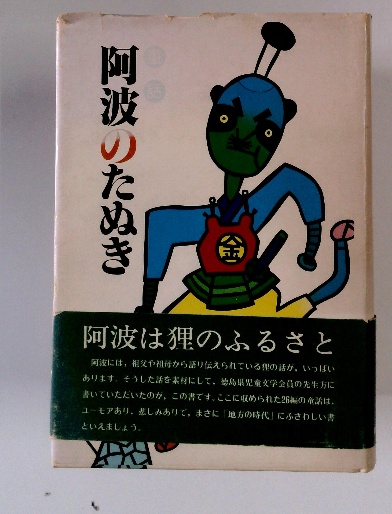 阿波のたぬき
金
阿波は狸のふるさと
阿波には，祖父や祖母から語り伝えられている狸の話が，いっぱい
あります。そうした話を素材にして，徳島県児童文学会員の先生方に
書いていただいたのが，この書です。ここに収められた26編の童話は，
ユーモアあり，悲しみありで，まさに「地方の時代」にふさわしい書
といえましょう。